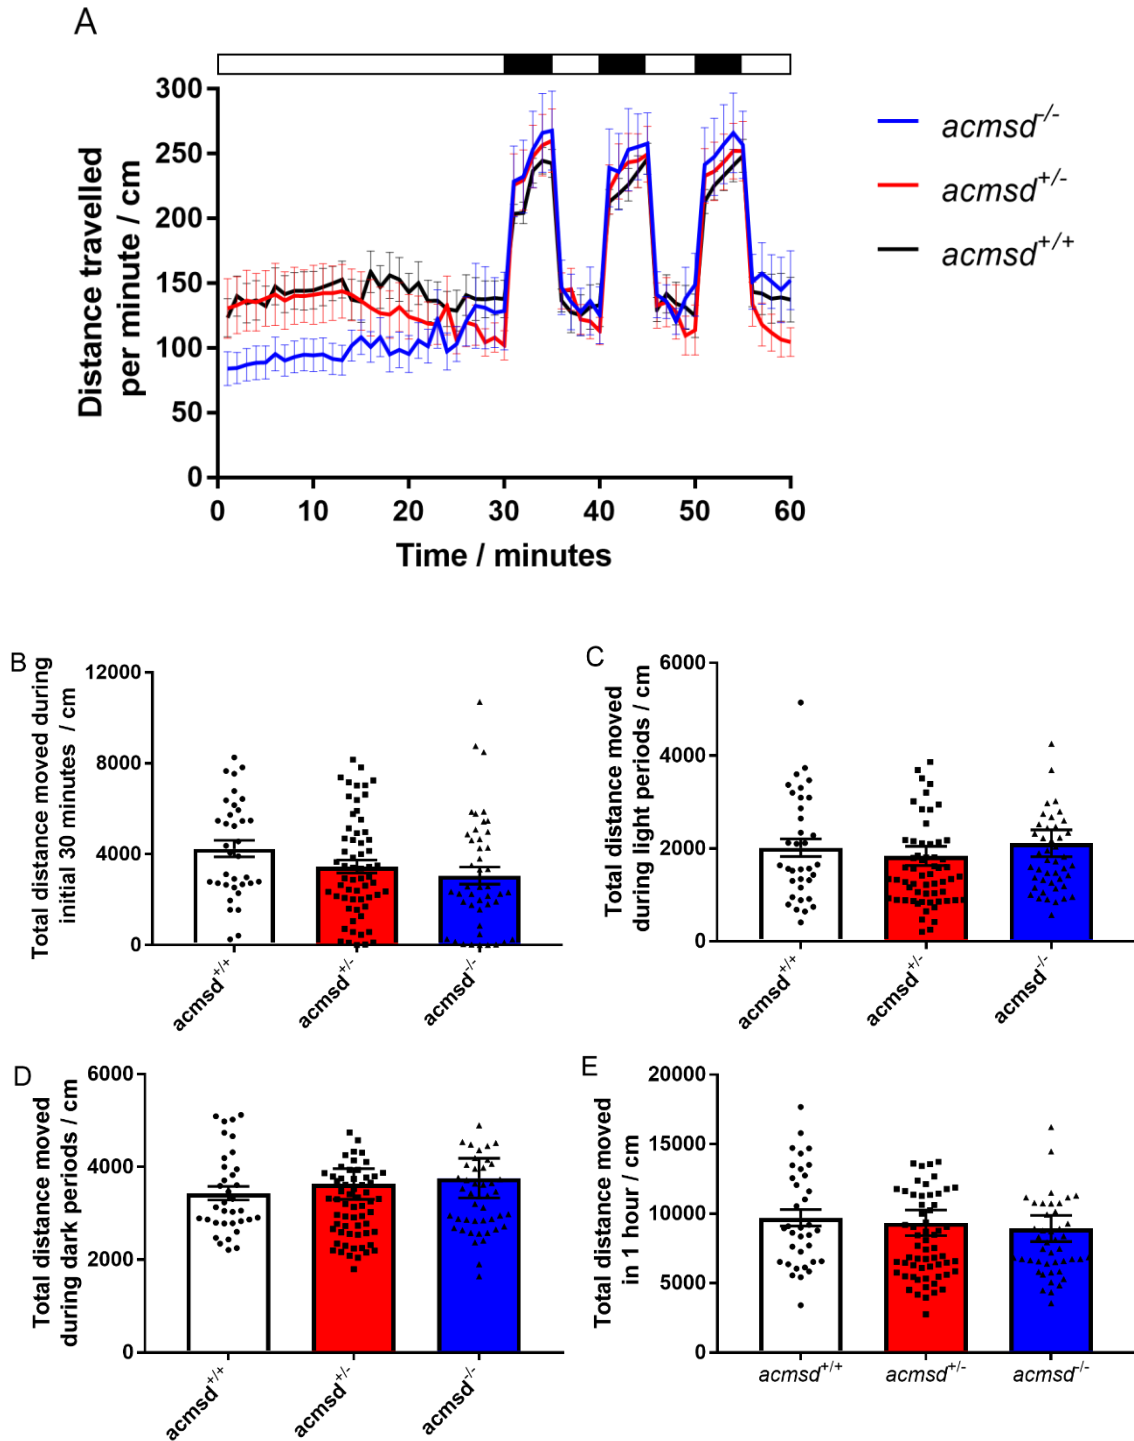 A
300
250
200
150
100
50
0
Distance travelled
per minute / cm
0 10 20 30 40 50 60
Time / minutes
acmsd-/-
acmsd+/-
acmsd+/+
B
Total distance moved during
initial 30 minutes / cm
12000
8000
4000
0
acmsd+/+
acmsd+/-
acmsd-/-
C
Total distance moved
during light periods / cm
6000
4000
2000
0
acmsd+/+
acmsd+/-
acmsd-/-
D
Total distance moved
during dark periods / cm
6000
4000
2000
0
acmsd+/+
acmsd+/-
acmsd-/-
E
Total distance moved
in 1 hour / cm
20000
15000
10000
5000
0
acmsd+/+
acmsd+/-
acmsd-/-